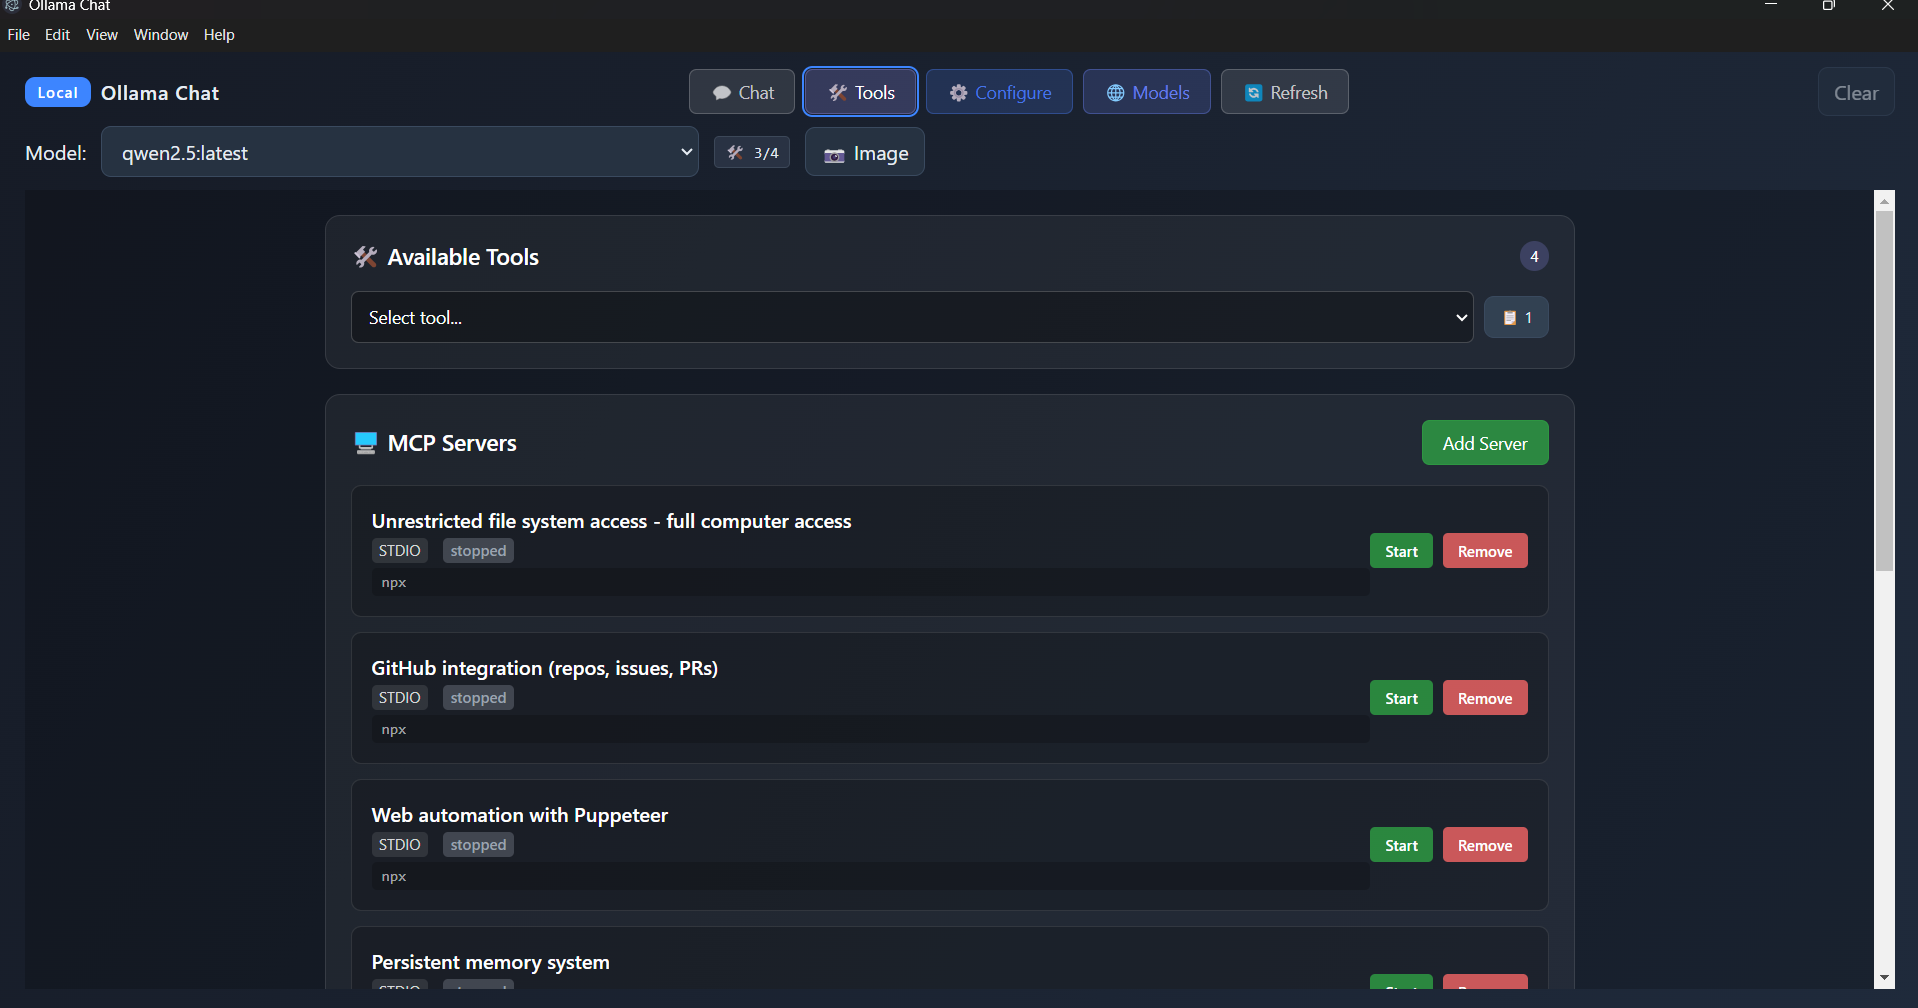 Ollama Chat
File Edit View Window Help
Local Ollama Chat
Chat Tools Configure Models Refresh Clear
Model: qwen2.5:latest 3/4 Image
Available Tools 4
Select tool... 1
MCP Servers Add Server
Unrestricted file system access - full computer access
STDIO stopped
Start Remove
npx
GitHub integration (repos, issues, PRs)
STDIO stopped
Start Remove
npx
Web automation with Puppeteer
STDIO stopped
Start Remove
npx
Persistent memory system